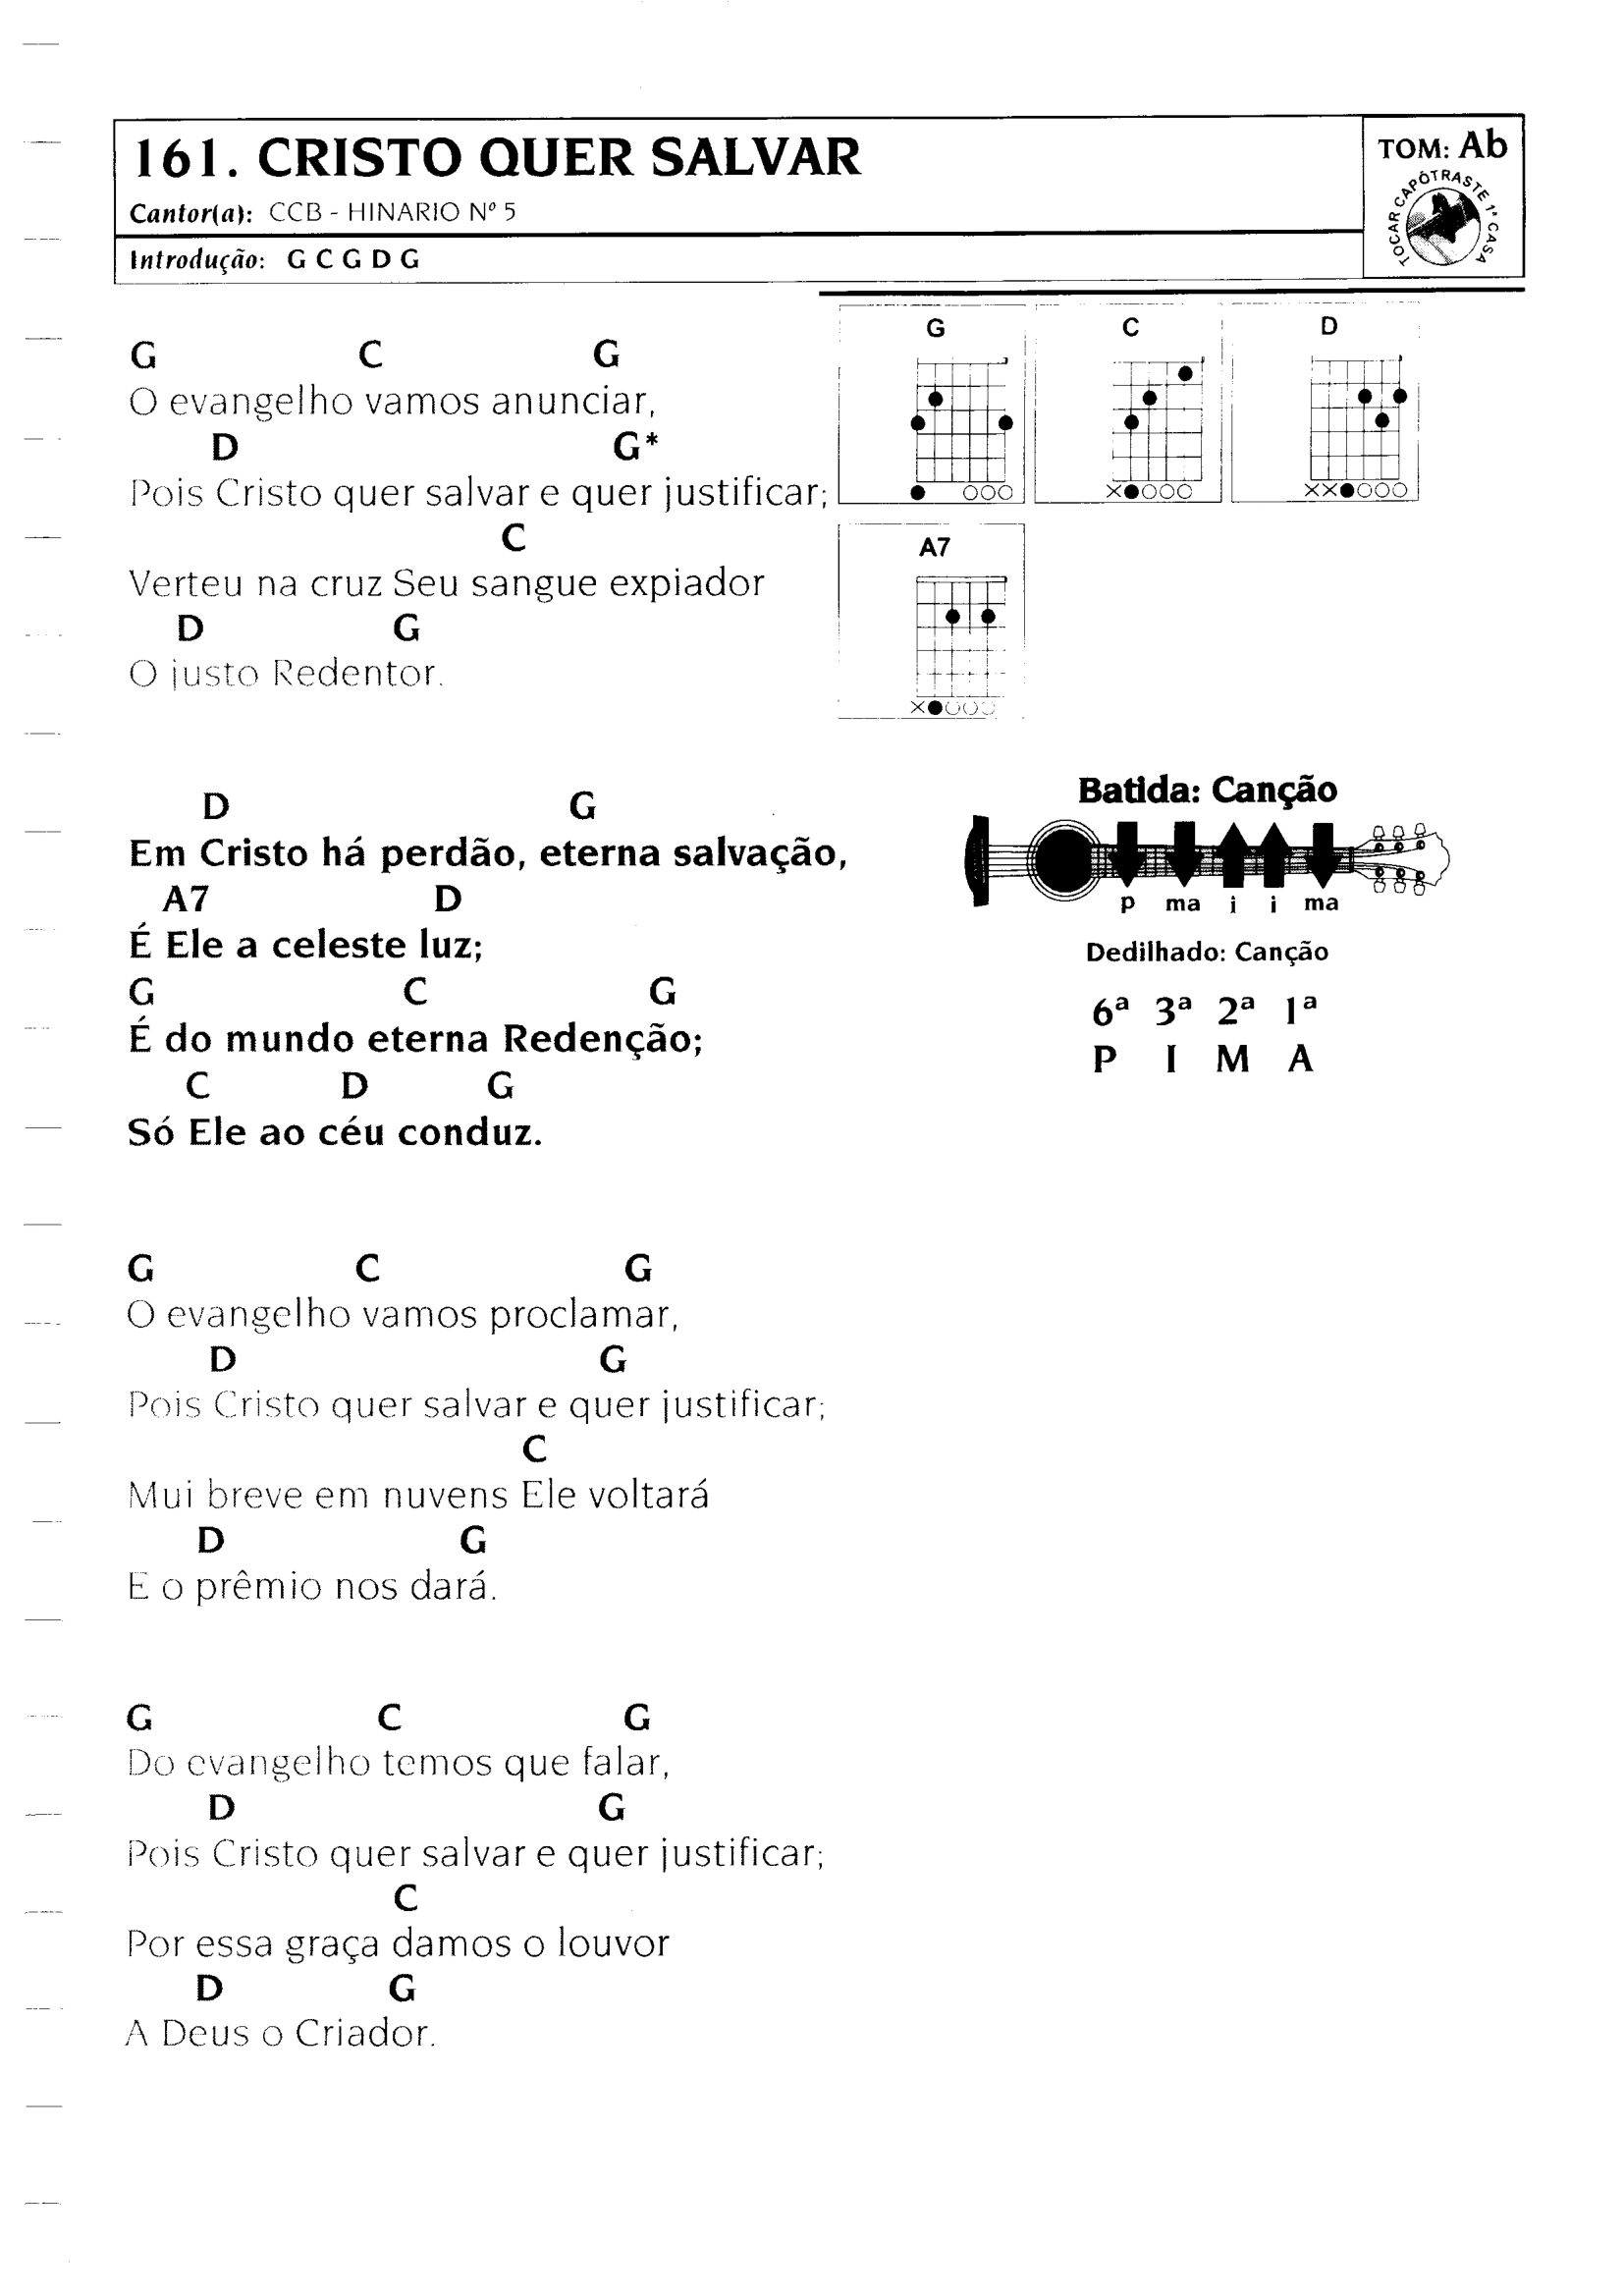 161. CRISTO QUER SALVAR
Cantor(a): CCB - HINARIO Nº 5
Introdução: G C G D G
TOM: Ab
TOCAR CAPÔTRASTE 1ª CASA
G C G
O evangelho vamos anunciar,
D G*
Pois Cristo quer salvar e quer justificar;
C
Verteu na cruz Seu sangue expiador
D G
O justo Redentor.
G C D
A7
D G
Em Cristo há perdão, eterna salvação,
A7 D
É Ele a celeste luz;
G C G
É do mundo eterna Redenção;
C D G
Só Ele ao céu conduz.
Batida: Canção
p ma i i ma
Dedilhado: Canção
6ª 3ª 2ª 1ª
P I M A
G C G
O evangelho vamos proclamar,
D G
Pois Cristo quer salvar e quer justificar;
C
Mui breve em nuvens Ele voltará
D G
E o prêmio nos dará.
G C G
Do evangelho temos que falar,
D G
Pois Cristo quer salvar e quer justificar;
C
Por essa graça damos o louvor
D G
A Deus o Criador.